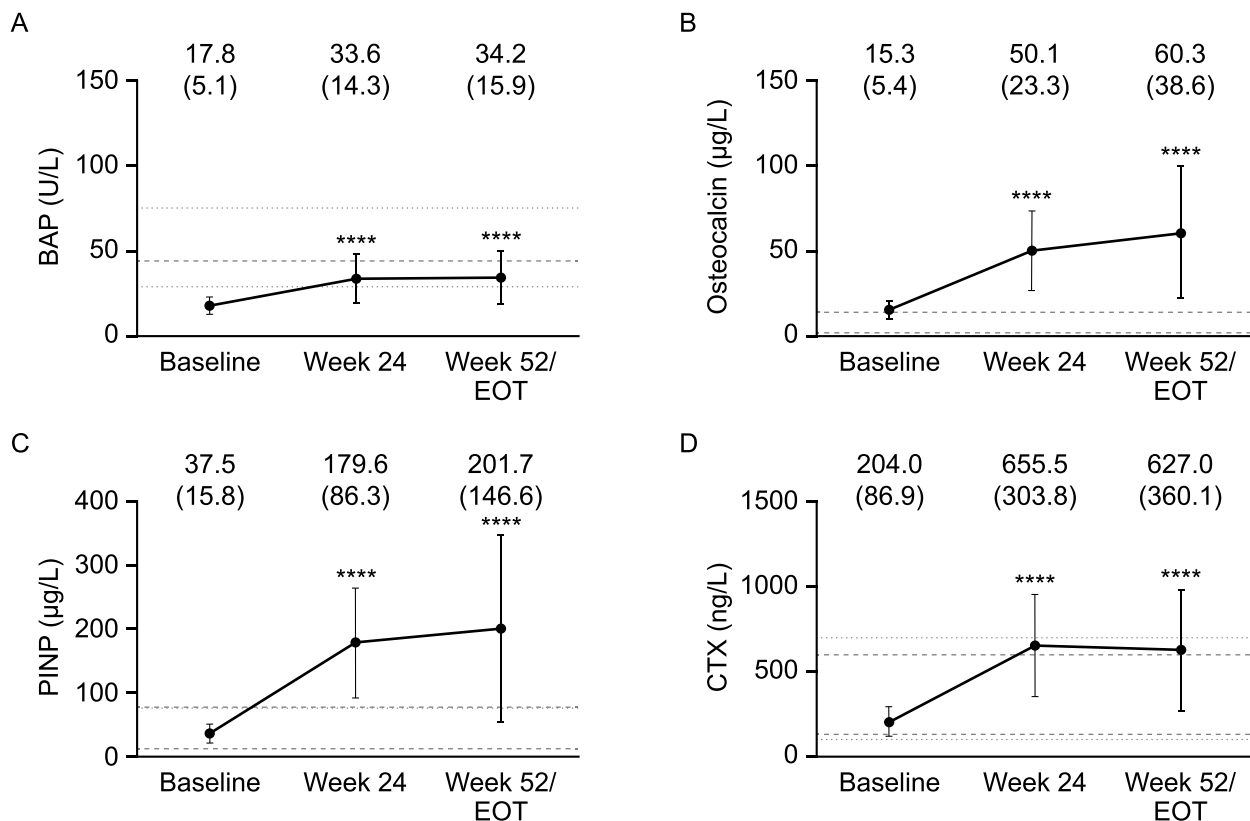 A
17.8 33.6 34.2
(5.1) (14.3) (15.9)
150
100
50
0
BAP (U/L)
**** ****
Baseline Week 24 Week 52/
EOT
B
15.3 50.1 60.3
(5.4) (23.3) (38.6)
150
100
50
0
Osteocalcin (μg/L)
**** ****
Baseline Week 24 Week 52/
EOT
C
37.5 179.6 201.7
(15.8) (86.3) (146.6)
400
300
200
100
0
PINP (μg/L)
**** ****
Baseline Week 24 Week 52/
EOT
D
204.0 655.5 627.0
(86.9) (303.8) (360.1)
1500
1000
500
0
CTX (ng/L)
**** ****
Baseline Week 24 Week 52/
EOT